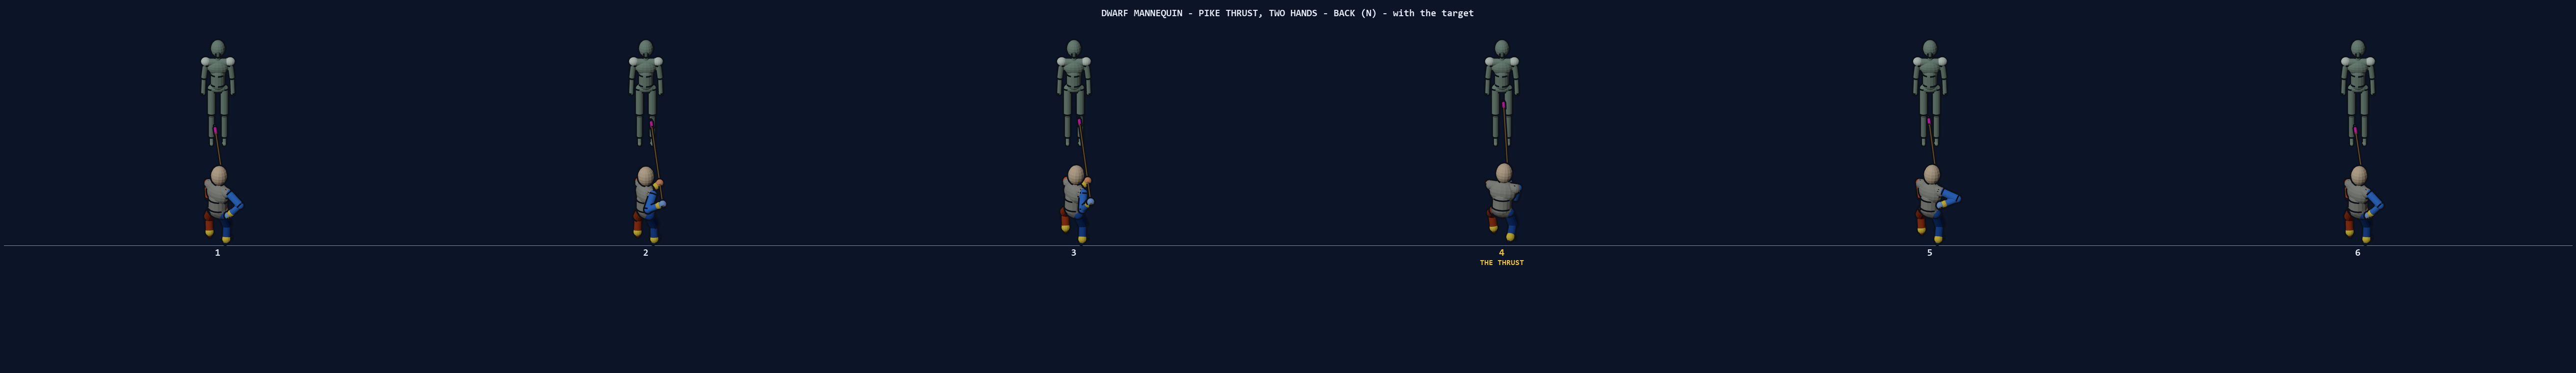 DWARF MANNEQUIN - PIKE THRUST, TWO HANDS - BACK (N) - with the target
1 2 3 4 5 6
THE THRUST